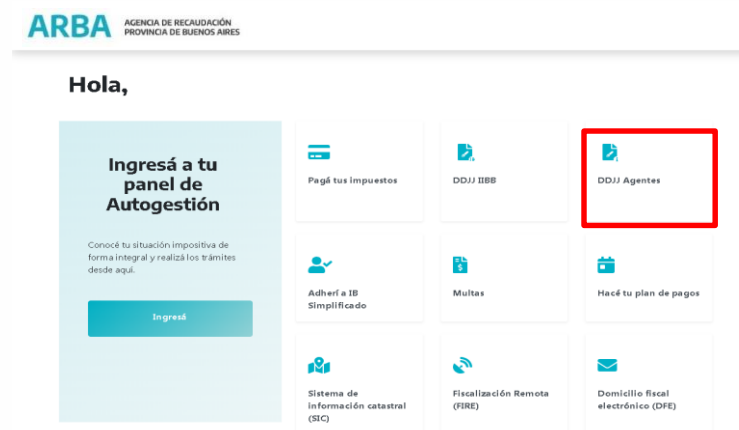 ARBA
AGENCIA DE RECAUDACIÓN
PROVINCIA DE BUENOS AIRES
Hola,
Ingresá a tu
panel de
Autogestión
Conocé tu situación impositiva de
forma integral y realizá los trámites
desde aquí.
Ingresá
Pagá tus impuestos
DDJJ IIBB
DDJJ Agentes
Adherí a IB
Simplificado
Multas
Hacé tu plan de pagos
Sistema de
información catastral
(SIC)
Fiscalización Remota
(FIRE)
Domicilio fiscal
electrónico (DFE)